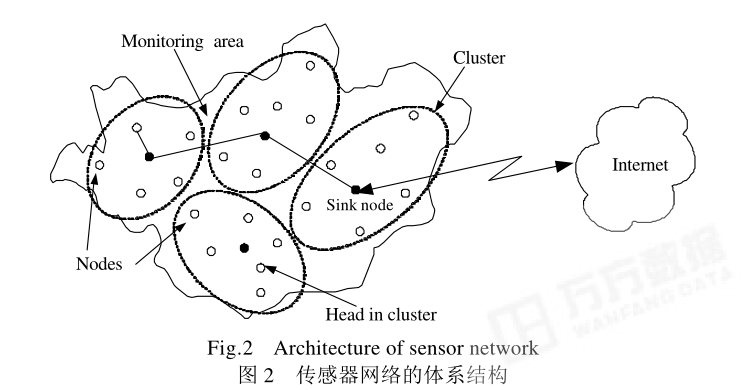 Monitoring area
Cluster
Internet
Sink node
Nodes
Head in cluster
万方数据
WANFANG DATA
Fig.2 Architecture of sensor network
图 2 传感器网络的体系结构